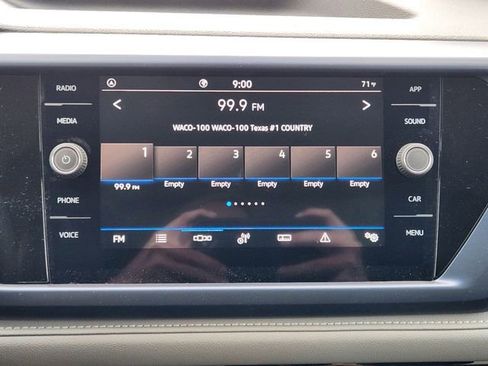 9:00
71°F
RADIO
APP
99.9 FM
MEDIA
SOUND
WACO-100 WACO-100 Texas #1 COUNTRY
1 2 3 4 5 6
99.9 FM Empty Empty Empty Empty Empty
PHONE
CAR
VOICE
FM
MENU